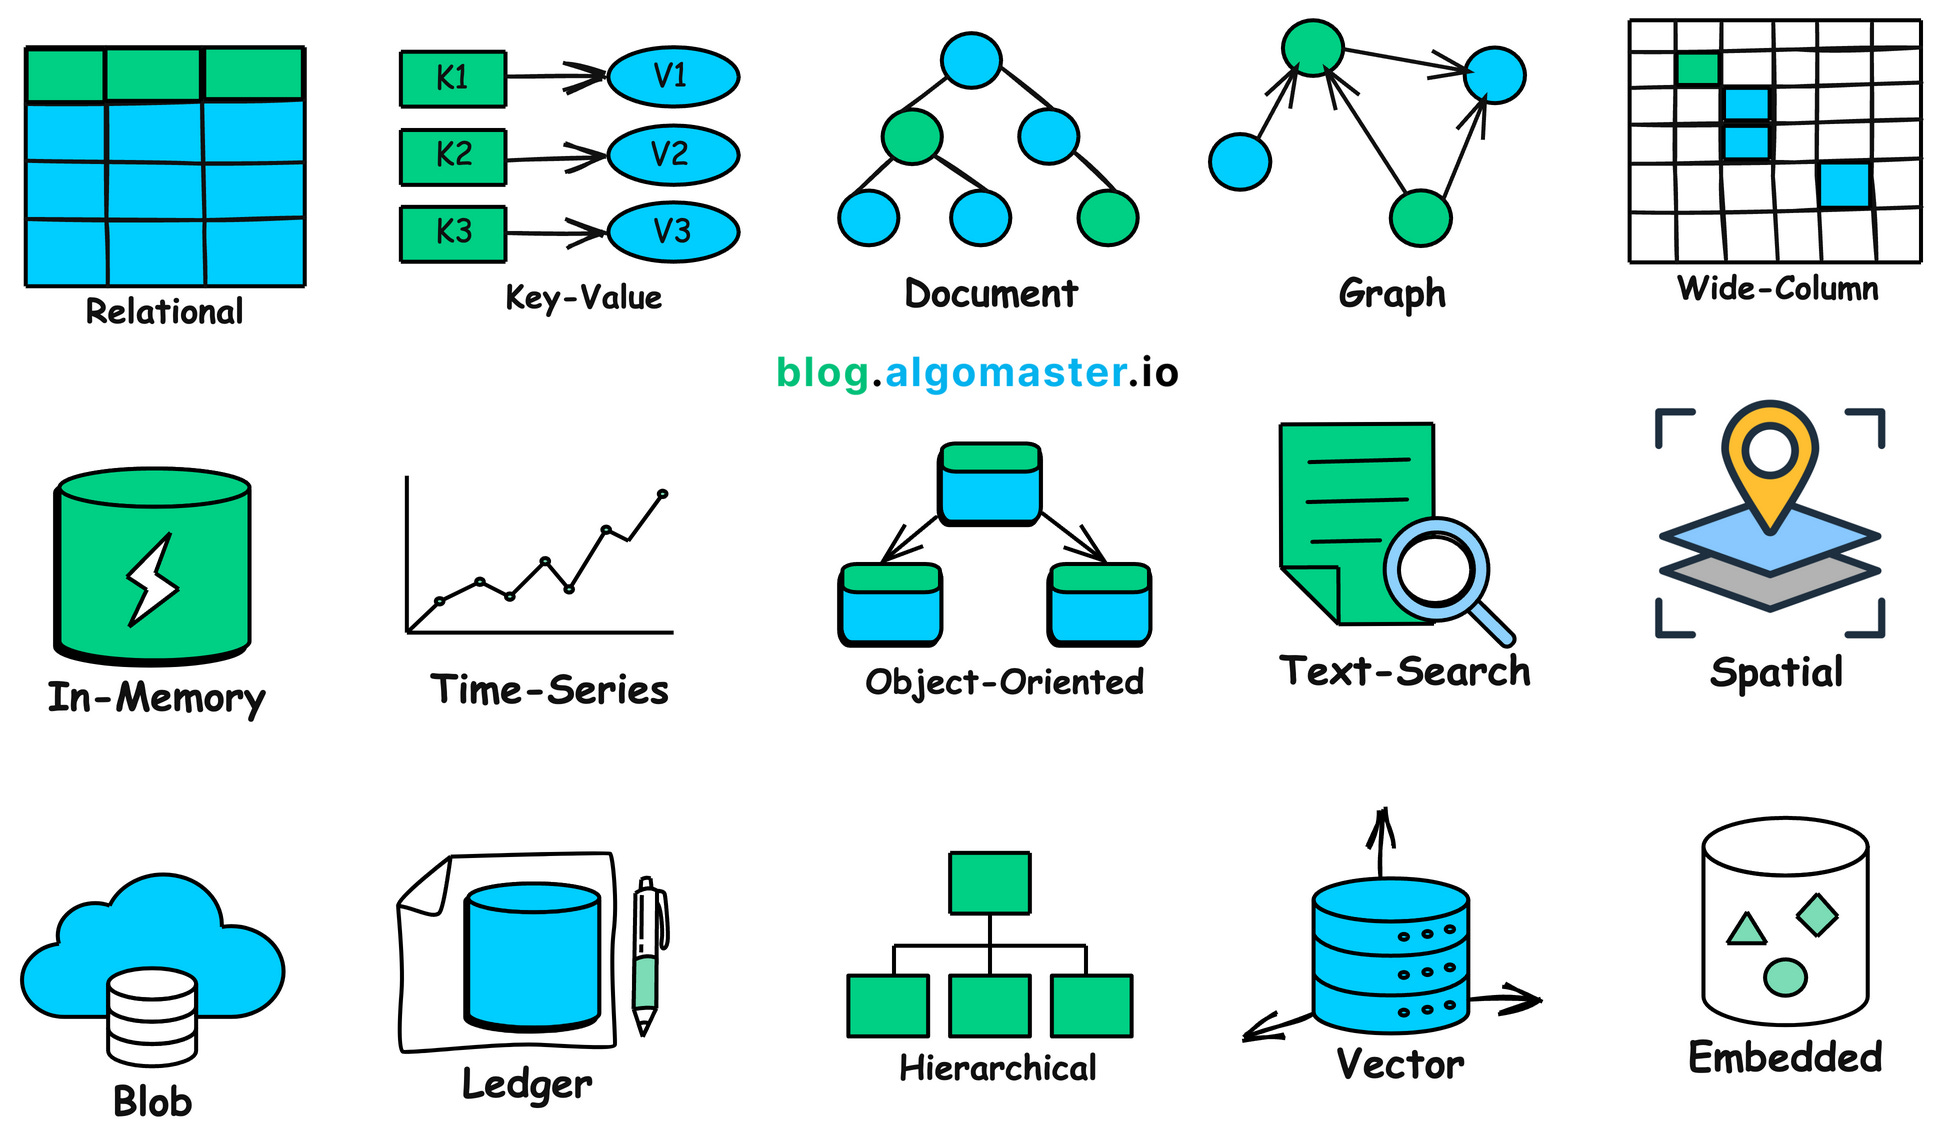 K1
V1
K2
V2
K3
V3
Relational
Key-Value
Document
Graph
Wide-Column
blog.algomaster.io
In-Memory
Time-Series
Object-Oriented
Text-Search
Spatial
Blob
Ledger
Hierarchical
Vector
Embedded